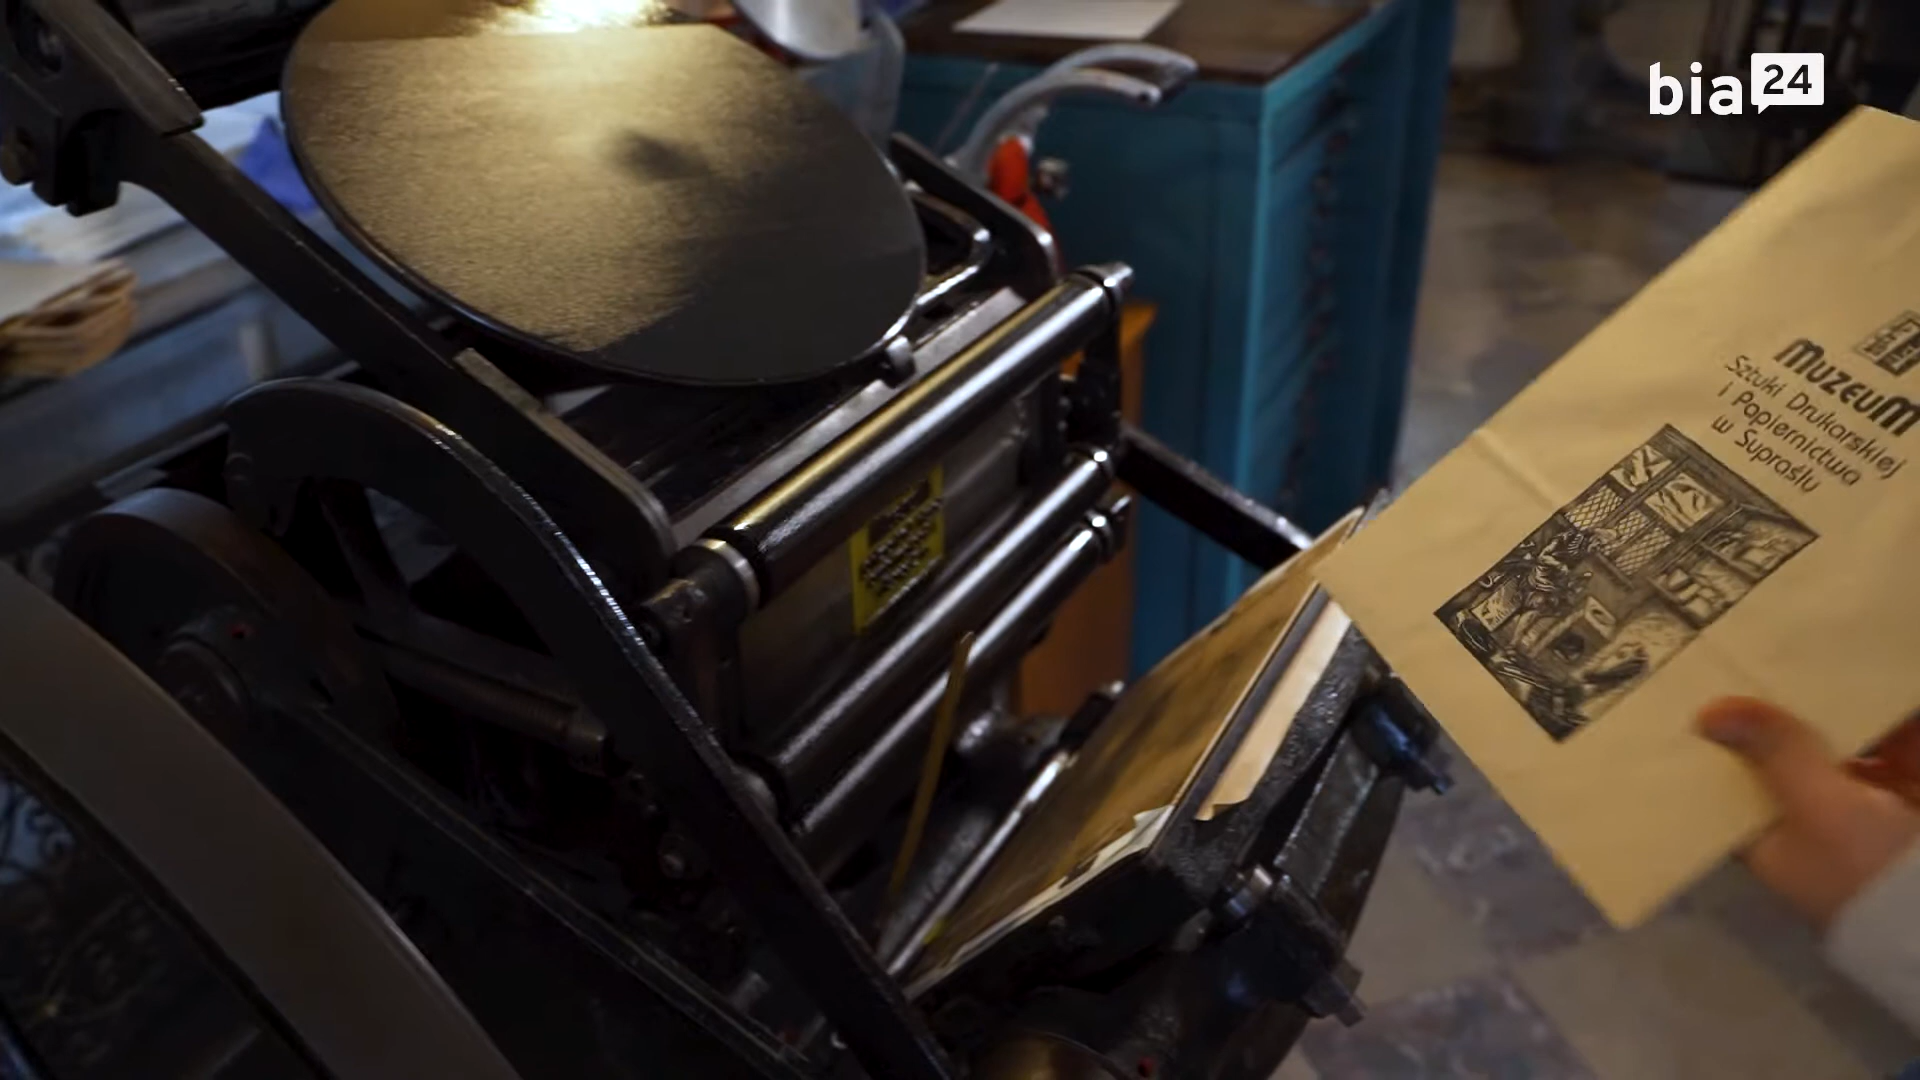 bia24
MUZEUM
Sztuki Drukarskiej
i Papiernictwa
w Supraślu